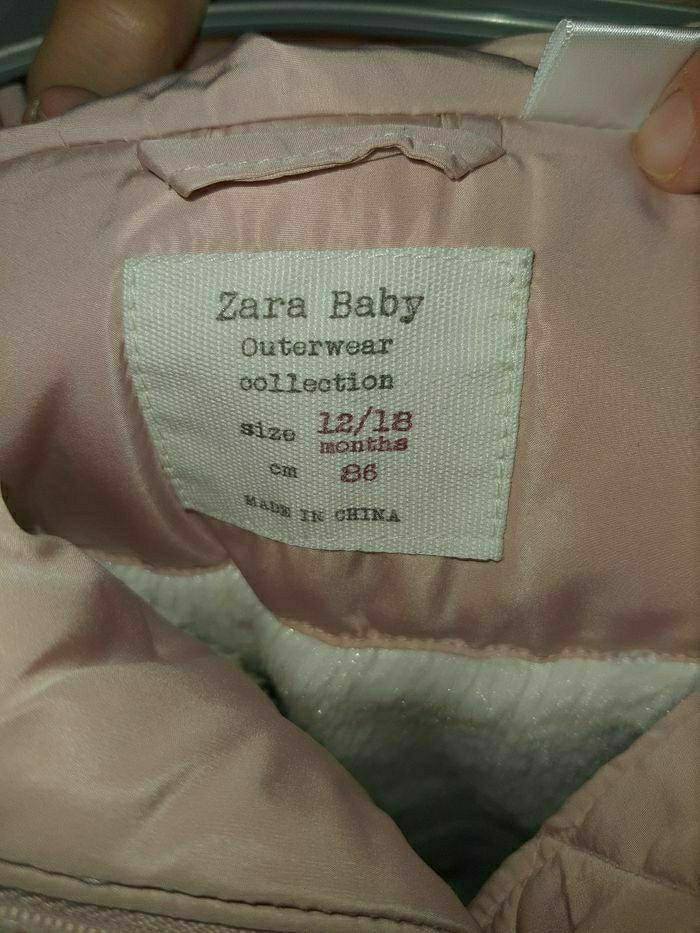 Zara Baby
Outerwear
collection
size 12/18
months
cm 86
MADE IN CHINA